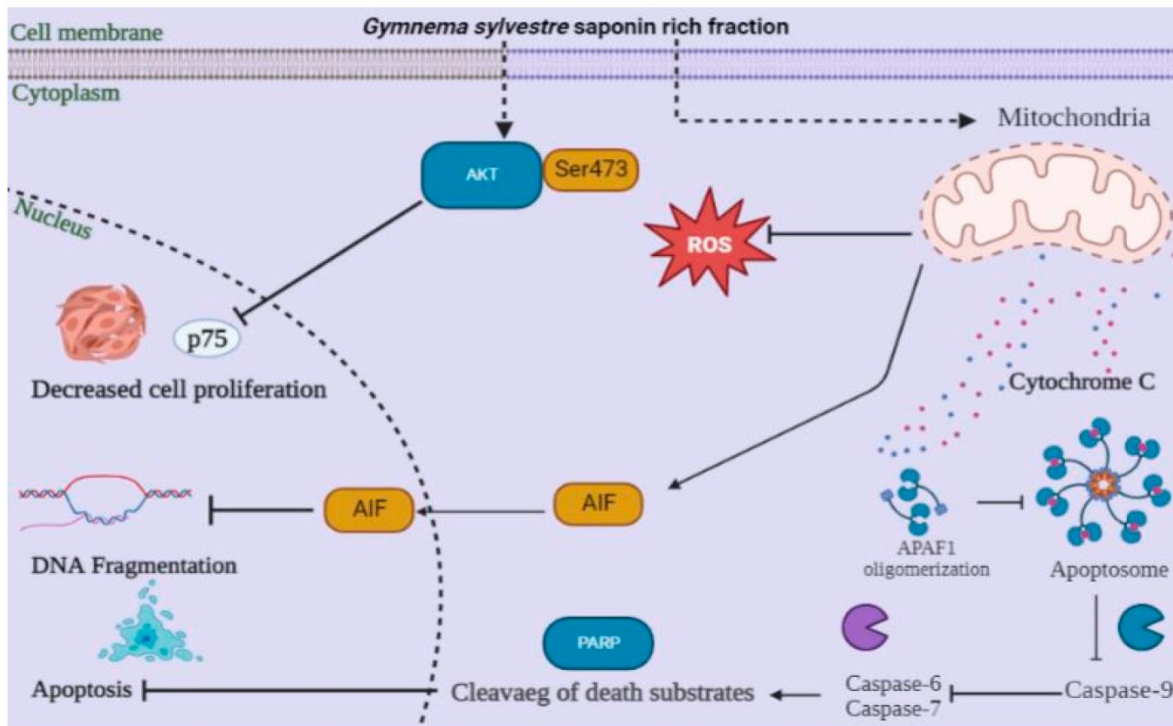 Cell membrane
Gymnema sylvestre saponin rich fraction
Cytoplasm
Mitochondria
AKT
Ser473
Nucleus
ROS
p75
Decreased cell proliferation
Cytochrome C
AIF
AIF
DNA Fragmentation
APAF1
oligomerization
Apoptosome
PARP
Apoptosis
Cleavaeg of death substrates
Caspase-6
Caspase-7
Caspase-9